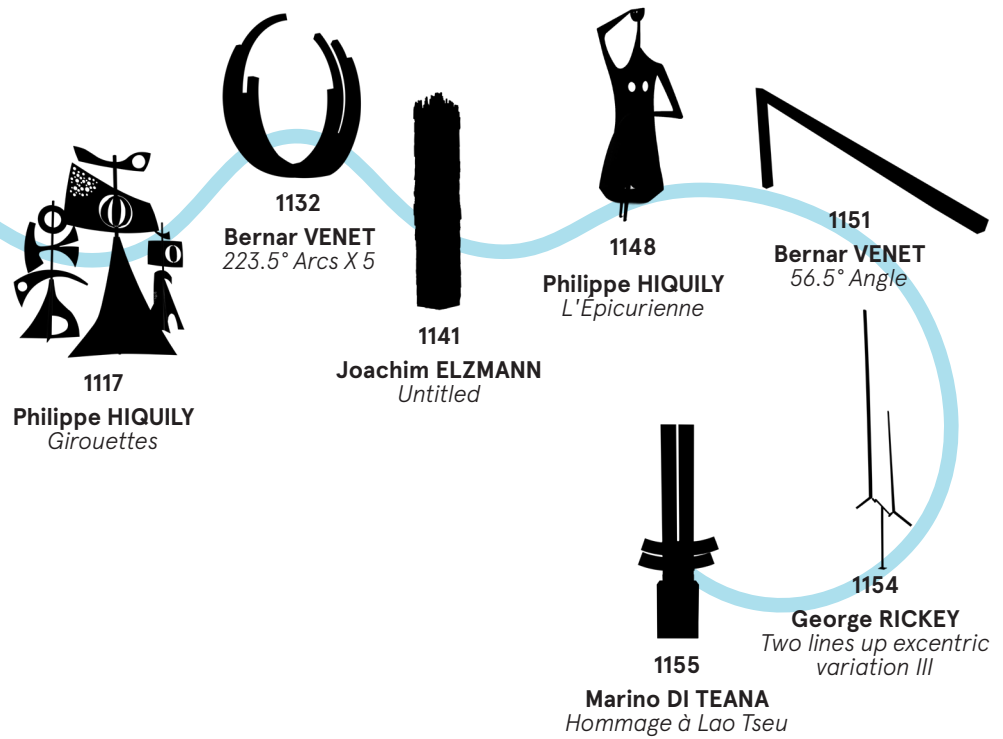 1117
Philippe HIQUILY
Girouettes
1132
Bernar VENET
223.5° Arcs X 5
1141
Joachim ELZMANN
Untitled
1148
Philippe HIQUILY
L'Épicurienne
1151
Bernar VENET
56.5° Angle
1154
George RICKEY
Two lines up excentric
variation III
1155
Marino DI TEANA
Hommage à Lao Tseu